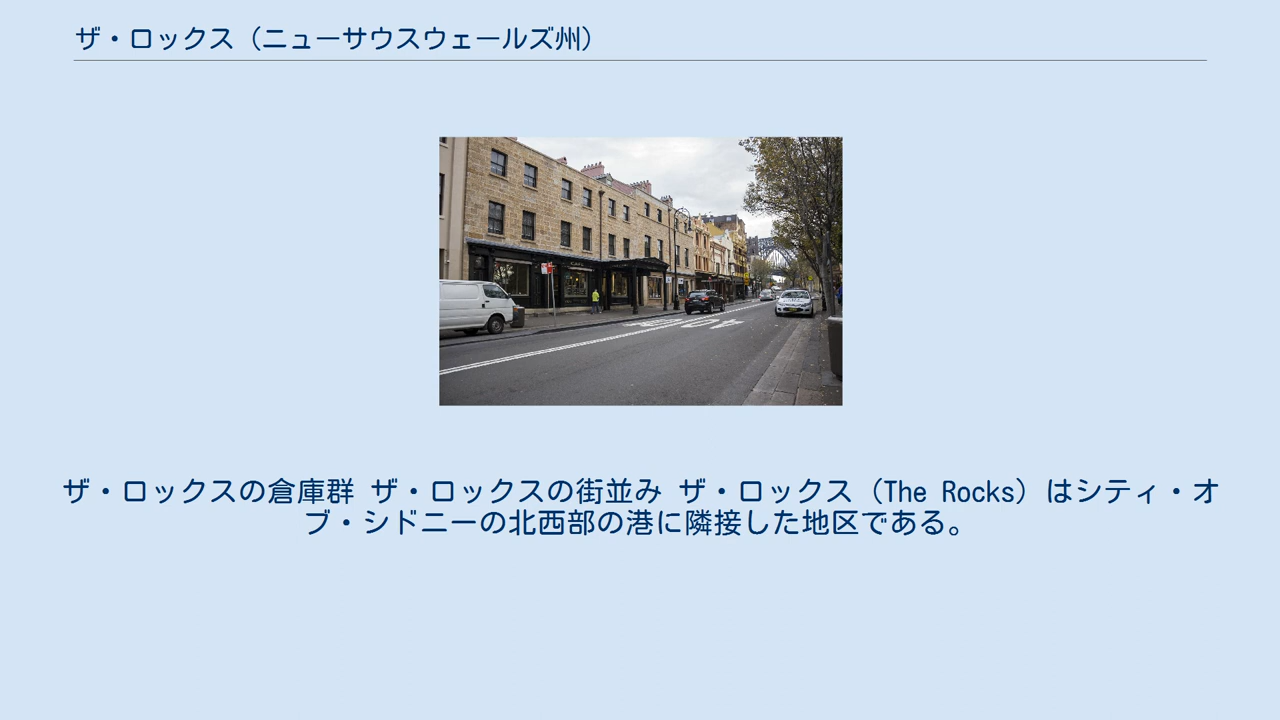 ザ・ロックス（ニューサウスウェールズ州）
ザ・ロックスの倉庫群 ザ・ロックスの街並み ザ・ロックス（The Rocks）はシティ・オ
ブ・シドニーの北西部の港に隣接した地区である。